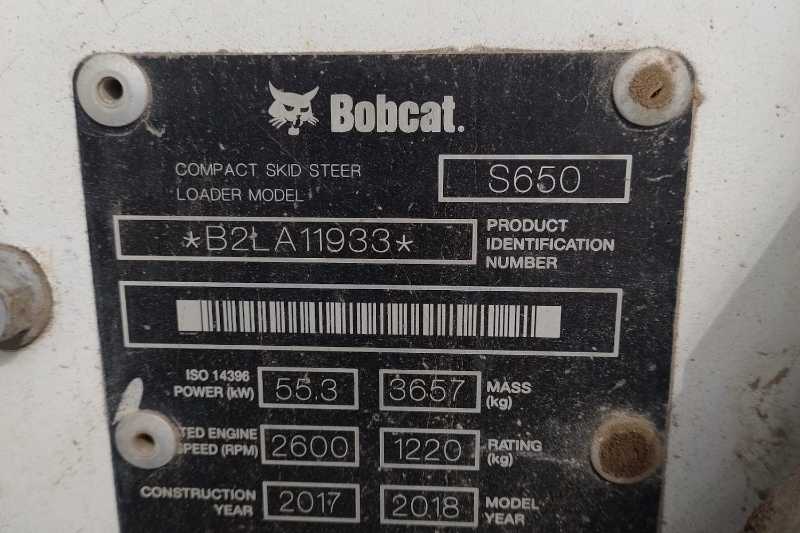 Bobcat.
COMPACT SKID STEER
LOADER MODEL
S650
*B2LA11933*
PRODUCT
IDENTIFICATION
NUMBER
ISO 14396
POWER (kW)
55.3
3657
MASS
(kg)
ENGINE
SPEED (RPM)
2600
1220
RATING
(kg)
CONSTRUCTION
YEAR
2017
2018
MODEL
YEAR